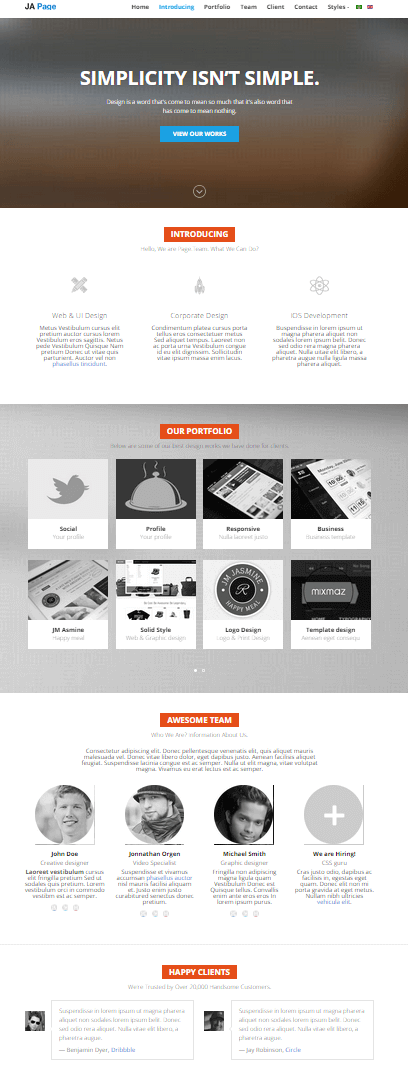 JA Page
Home Introducing Portfolio Team Client Contact Styles
SIMPLICITY ISN'T SIMPLE.
Design is a word that's come to mean so much that it's also word that
has come to mean nothing.
VIEW OUR WORKS
INTRODUCING
Hello, We are Page Team. What We Can Do?
Web & UI Design
Metus Vestibulum cursus elit
pretium auctor cursus lorem
Vestibulum eros sagittis. Netus
pede Vestibulum Quisque Nam
pretium Donec ut vitae quis
parturient. Auctor vel non
phasellus tincidunt.
Corporate Design
Condimentum platea cursus porta
tellus eros consectetuer metus
Sed aliquet tempus. Laoreet non
ac porta urna Vestibulum congue
id eu elit dignissim. Sollicitudin
vitae ipsum massa enim lacus.
iOS Development
Suspendisse in lorem ipsum ut
magna pharera aliquet non
sodales lorem ipsum belit. Donec
sed odio rera magna pharera
aliquet. Nulla uitae elit libero, a
pharetra augue nulla ligula massa
pharera aliquet.
OUR PORTFOLIO
Below are some of our best design works we have done for clients.
Social
Your profile
Profile
Your profile
Responsive
Nulla laoreet justo
Business
Business template
JM JASMINE
R
HAPPY MEAL
mixmaz
HOME
JM Asmine
Happy meal
Solid Style
Web & Graphic design
Logo Design
Logo & Print Design
Template design
Aenean eget consequ
AWESOME TEAM
Who We Are? Information About Us.
Consectetur adipiscing elit. Donec pellentesque venenatis elit, quis aliquet mauris
malesuada vel. Donec vitae libero dolor, eget dapibus justo. Aenean facilisis aliquet
feugiat. Suspendisse lacinia congue est ac semper. Nulla ut elit magna, vitae volutpat
magna. Vivamus eu erat lectus est ac semper.
John Doe
Creative designer
Laoreet vestibulum cursus
elit fringilla pretium Sed ut
sodales quis pretium. Lorem
vestibulum orci in commodo
vestibm est ac semper.
Jonnathan Orgen
Video Specialist
Suspendisse et vivamus
accumsan phasellus auctor
nisl mauris facilisi aliquam
et. Justo enim justo
curabitured senectus donec
pretium.
Michael Smith
Graphic designer
Fringilla non adipiscing
magna ligula quam
Vestibulum Donec est
Quisque tellus. Convallis
enim ante eros eros in
lorem ipsum purus.
We are Hiring!
CSS guru
Cras justo odio, dapibus ac
facilisis in, egestas eget
quam. Donec elit non mi
porta gravida at eget metus.
Nullam nibh ultrices
vehicula elit.
HAPPY CLIENTS
We're Trusted by Over 20,000 Handsome Customers.
Suspendisse in lorem ipsum ut magna pharera
aliquet non sodales lorem ipsum belit. Donec
sed odio rera aliquet. Nulla vitae elit libero, a
pharetra augue.
— Benjamin Oyer, Dribbble
Suspendisse in lorem ipsum ut magna pharera
aliquet non sodales lorem ipsum belit. Donec
sed odio rera aliquet. Nulla vitae elit libero, a
pharetra augue.
— Jay Robinson, Circle